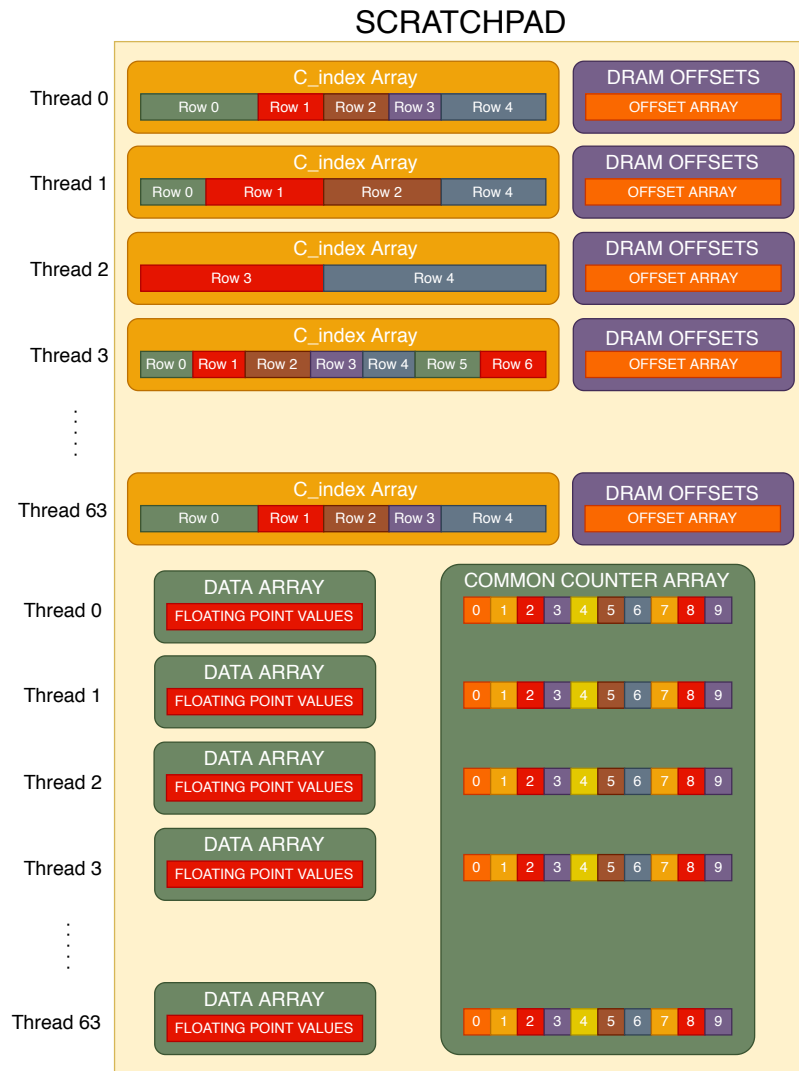 SCRATCHPAD
Thread 0
C_index Array
Row 0 Row 1 Row 2 Row 3 Row 4
DRAM OFFSETS
OFFSET ARRAY
Thread 1
C_index Array
Row 0 Row 1 Row 2 Row 4
DRAM OFFSETS
OFFSET ARRAY
Thread 2
C_index Array
Row 3 Row 4
DRAM OFFSETS
OFFSET ARRAY
Thread 3
C_index Array
Row 0 Row 1 Row 2 Row 3 Row 4 Row 5 Row 6
DRAM OFFSETS
OFFSET ARRAY
Thread 63
C_index Array
Row 0 Row 1 Row 2 Row 3 Row 4
DRAM OFFSETS
OFFSET ARRAY
COMMON COUNTER ARRAY
Thread 0
DATA ARRAY
FLOATING POINT VALUES
0 1 2 3 4 5 6 7 8 9
Thread 1
DATA ARRAY
FLOATING POINT VALUES
0 1 2 3 4 5 6 7 8 9
Thread 2
DATA ARRAY
FLOATING POINT VALUES
0 1 2 3 4 5 6 7 8 9
Thread 3
DATA ARRAY
FLOATING POINT VALUES
0 1 2 3 4 5 6 7 8 9
Thread 63
DATA ARRAY
FLOATING POINT VALUES
0 1 2 3 4 5 6 7 8 9